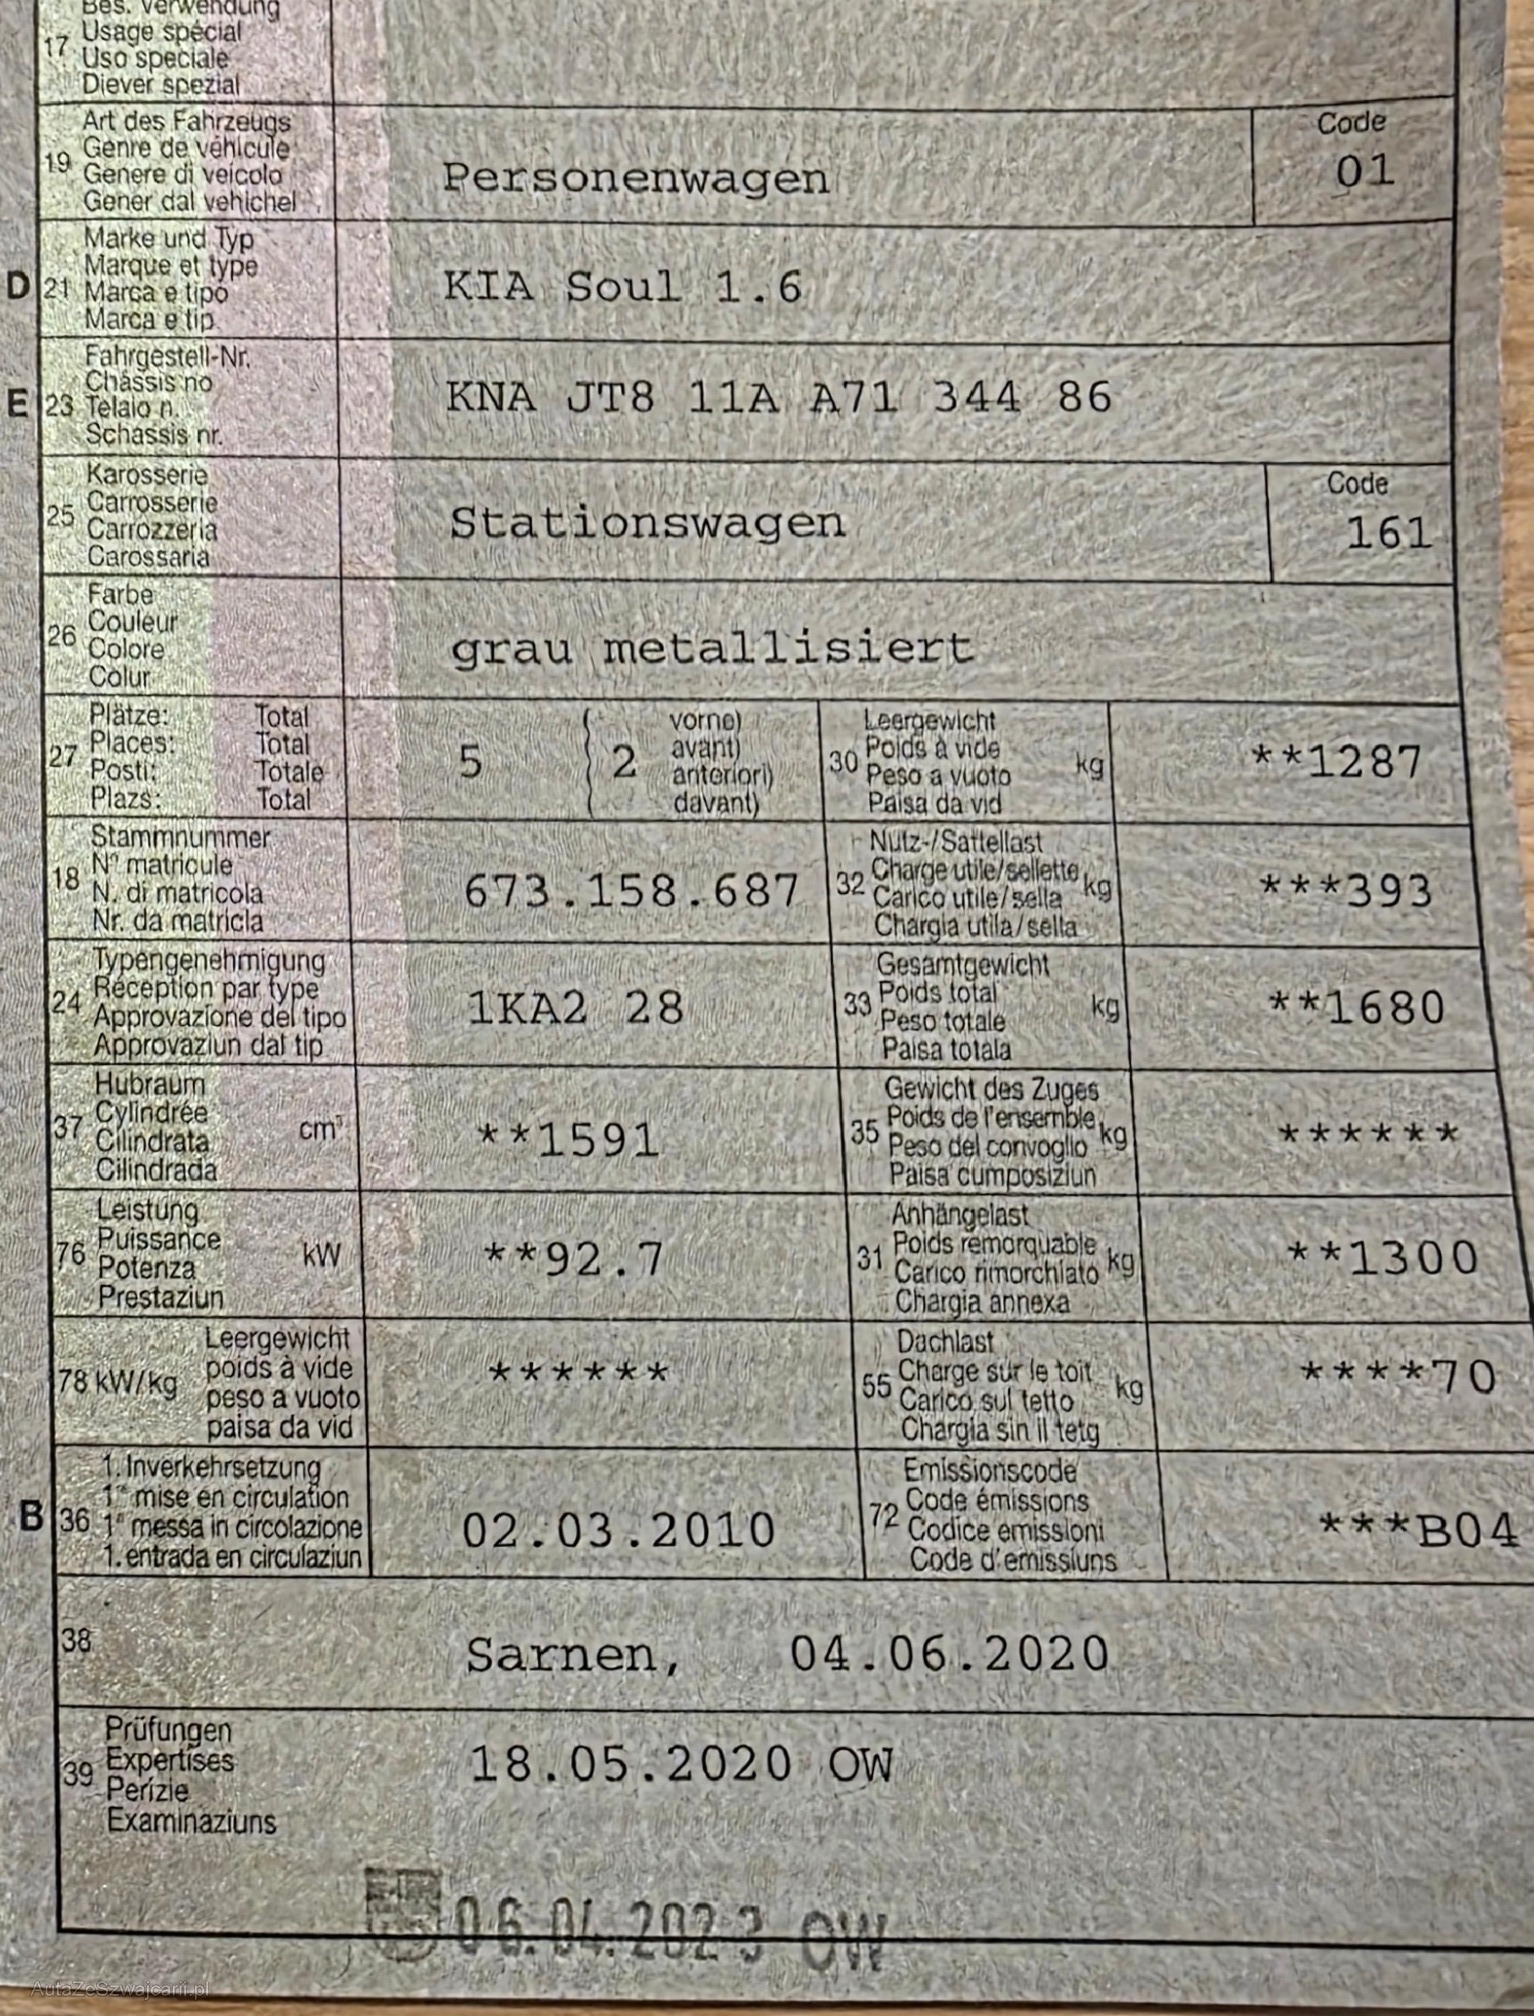 Bes. Verwendung
17 Usage spécial
Uso speciale
Diever spezial
Art des Fahrzeugs
19 Genre de véhicule
Genere di veicolo
Gener dal vehichel
Personenwagen
Code
01
Marke und Typ
D 21 Marque et type
Marca e tipo
Marca e tip
KIA Soul 1.6
Fahrgestell-Nr.
Châssis no
E 23 Telaio n.
Schassis nr.
KNA JT8 11A A71 344 86
Karosserie
25 Carrosserie
Carrozzeria
Carossaria
Stationswagen
Code
161
Farbe
26 Couleur
Colore
Colur
grau metallisiert
27 Plätze: Total
Places: Total
Posti: Totale
Plazs: Total
5 ( 2 vorne)
avant)
anteriori)
davant)
30 Leergewicht
Poids à vide
Peso a vuoto kg
Paisa da vid
**1287
Stammnummer
18 N° matricule
N. di matricola
Nr. da matricla
673.158.687
Nutz-/Sattellast
32 Charge utile/sellette kg
Carico utile/sella
Chargia utila/sella
***393
Typengenehmigung
24 Réception par type
Approvazione del tipo
Approvaziun dal tip
1KA2 28
Gesamtgewicht
33 Poids total kg
Peso totale
Paisa totala
**1680
Hubraum
37 Cylindrée cm³
Cilindrata
Cilindrada
**1591
Gewicht des Zuges
35 Poids de l'ensemble kg
Peso del convoglio
Paisa cumposiziun
******
Leistung
76 Puissance kW
Potenza
Prestaziun
**92.7
Anhängelast
31 Poids remorquable kg
Carico rimorchiato
Chargia annexa
**1300
Leergewicht
78 kW/kg poids à vide
peso a vuoto
paisa da vid
******
Dachlast
55 Charge sur le toit kg
Carico sul tetto
Chargia sin il tetg
****70
1. Inverkehrsetzung
B 36 1re mise en circulation
1a messa in circolazione
1. entrada en circulaziun
02.03.2010
Emissionscode
72 Code émissions
Codice emissioni
Code d'emissiuns
***B04
38 Sarnen, 04.06.2020
Prüfungen
39 Expertises
Perizie
Examinaziuns
18.05.2020 OW
06.04.2023 OW
AutaZeSzwajcarii.pl